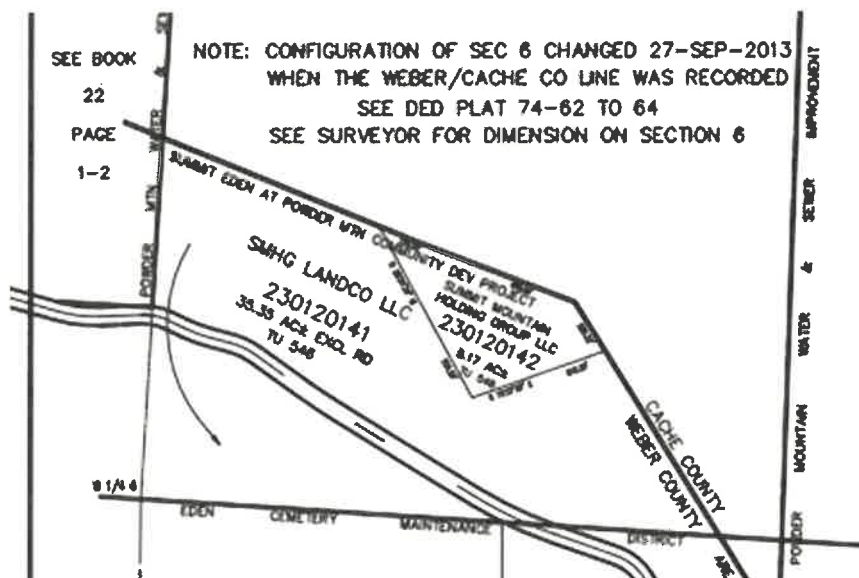 SEE BOOK
22
PAGE
1-2
NOTE: CONFIGURATION OF SEC 6 CHANGED 27-SEP-2013
WHEN THE WEBER/CACHE CO LINE WAS RECORDED
SEE DED PLAT 74-62 TO 64
SEE SURVEYOR FOR DIMENSION ON SECTION 6
POWDER MTN WATER & SE
SUMMIT EDEN AT POWDER MTN COMMUNITY DEV PROJECT
SMHG LANDCO LLC
230120141
35.35 AC± EXCL RD
TU 546
SUMMIT MOUNTAIN
HOLDING GROUP LLC
230120142
8.17 AC±
TU 546
CACHE COUNTY
WEBER COUNTY
POWDER MOUNTAIN WATER & SEWER IMPROVEMENT
EDEN CEMETERY MAINTENANCE DISTRICT